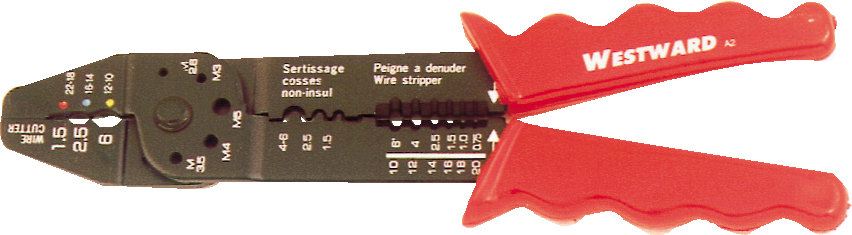 WIRE
CUTTER
22-18
16-14
12-10
1.5
2.5
6
M
2.6
M3
M5
M4
M
3.5
Sertissage
cosses
non-insul
4-6
2.5
1.5
Peigne a denuder
Wire stripper
6'
4
2.5
1.5
1.0
0.75
10
12
14
16
18
20
WESTWARD A2